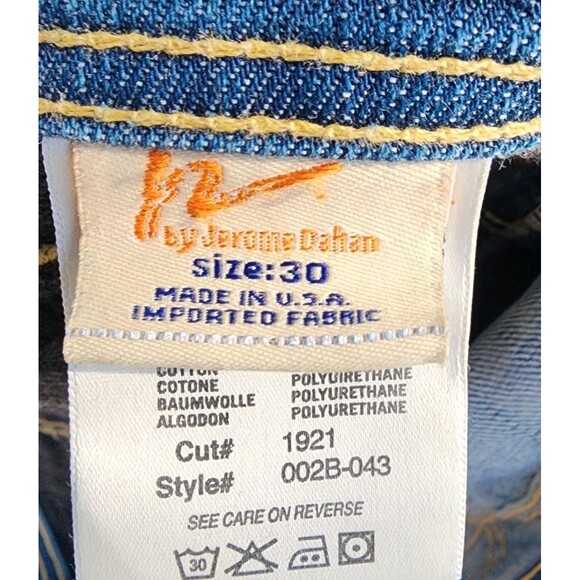 by Jerome Dahan
Size:30
MADE IN U.S.A.
IMPORTED FABRIC
COTTON POLYUIRETHANE
COTONE POLYURETHANE
BAUMWOLLE POLYURETHANE
ALGODON
Cut# 1921
Style# 002B-043
SEE CARE ON REVERSE
30